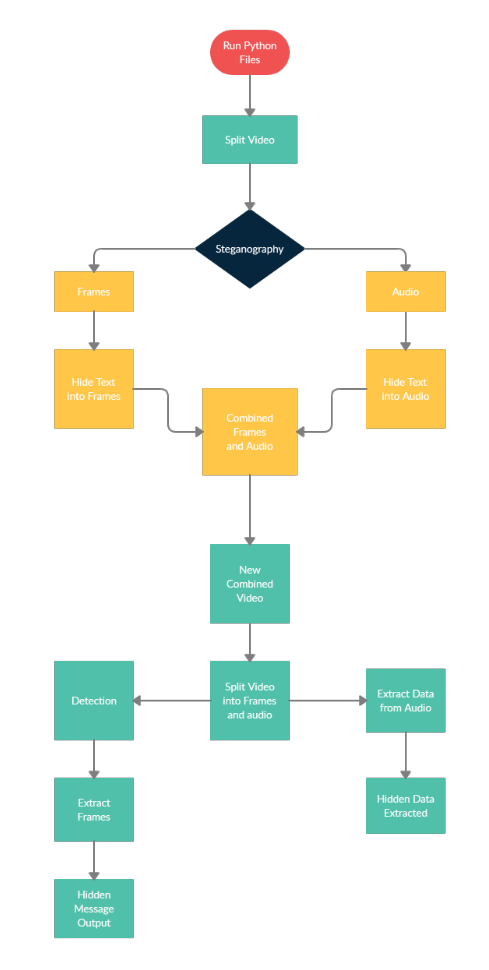 Run Python
Files
Split Video
Steganography
Frames
Audio
Hide Text
into Frames
Hide Text
into Audio
Combined
Frames
and Audio
New
Combined
Video
Detection
Split Video
into Frames
and audio
Extract Data
from Audio
Extract
Frames
Hidden Data
Extracted
Hidden
Message
Output